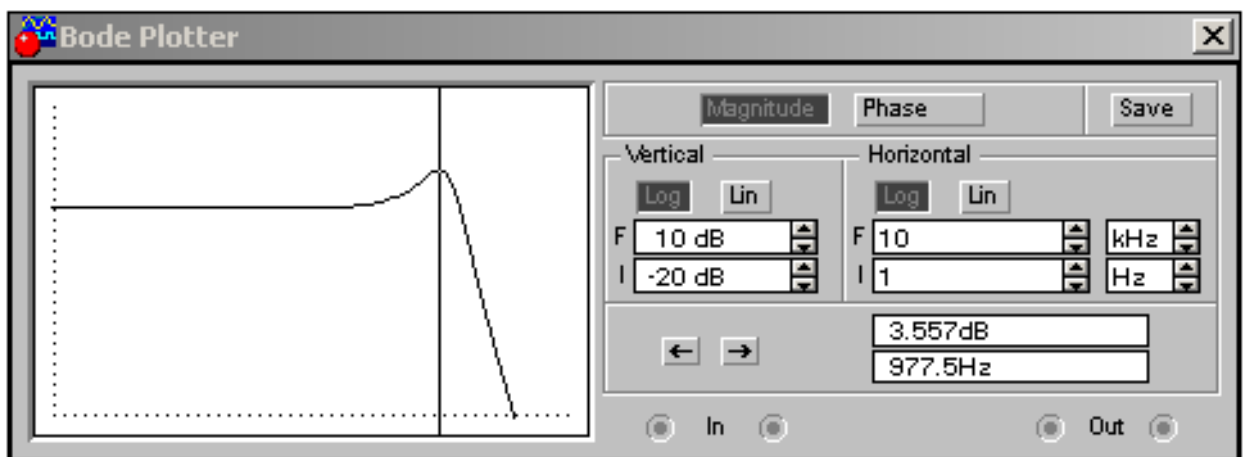 Bode Plotter
Magnitude Phase Save
Vertical Horizontal
Log Lin Log Lin
F 10 dB F 10 kHz
I -20 dB I 1 Hz
3.557dB
977.5Hz
In Out